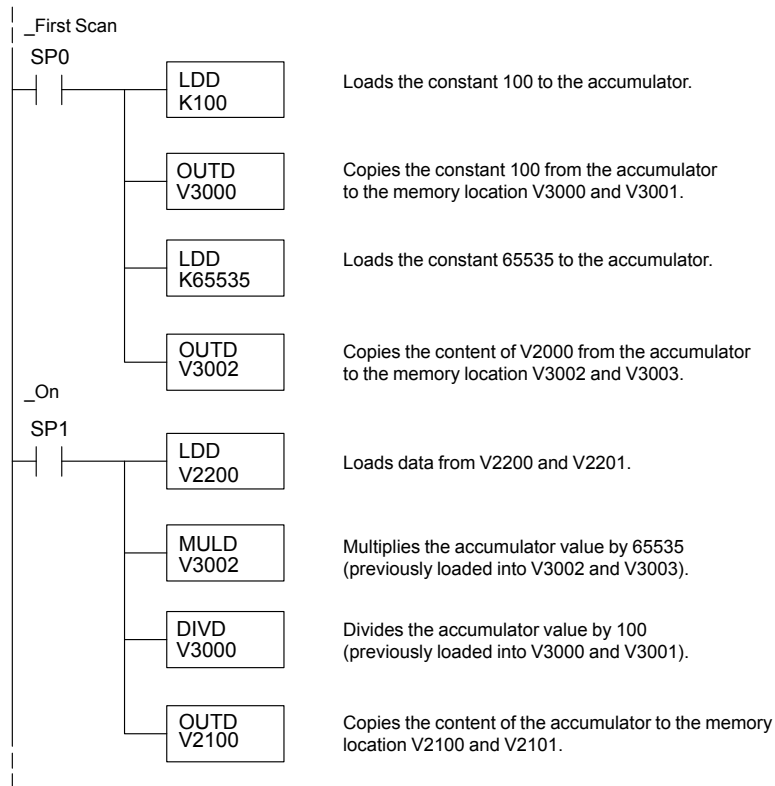 _First Scan
SP0
LDD
K100
Loads the constant 100 to the accumulator.
OUTD
V3000
Copies the constant 100 from the accumulator
to the memory location V3000 and V3001.
LDD
K65535
Loads the constant 65535 to the accumulator.
OUTD
V3002
Copies the content of V2000 from the accumulator
to the memory location V3002 and V3003.
_On
SP1
LDD
V2200
Loads data from V2200 and V2201.
MULD
V3002
Multiplies the accumulator value by 65535
(previously loaded into V3002 and V3003).
DIVD
V3000
Divides the accumulator value by 100
(previously loaded into V3000 and V3001).
OUTD
V2100
Copies the content of the accumulator to the memory
location V2100 and V2101.